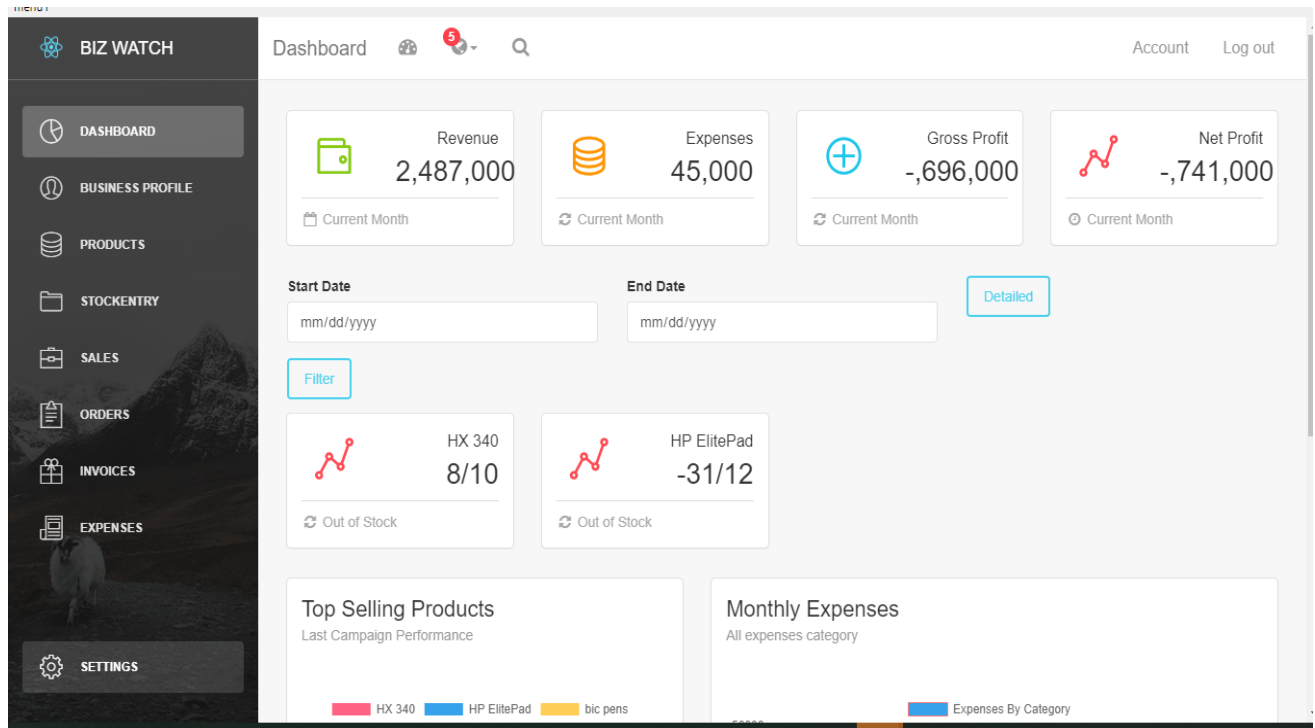 menu1
BIZ WATCH
Dashboard 5 Account Log out
DASHBOARD
BUSINESS PROFILE
PRODUCTS
STOCKENTRY
SALES
ORDERS
INVOICES
EXPENSES
SETTINGS
Revenue
2,487,000
Current Month
Expenses
45,000
Current Month
Gross Profit
-,696,000
Current Month
Net Profit
-,741,000
Current Month
Start Date
mm/dd/yyyy
End Date
mm/dd/yyyy
Detailed
Filter
HX 340
8/10
Out of Stock
HP ElitePad
-31/12
Out of Stock
Top Selling Products
Last Campaign Performance
HX 340 HP ElitePad bic pens
Monthly Expenses
All expenses category
Expenses By Category